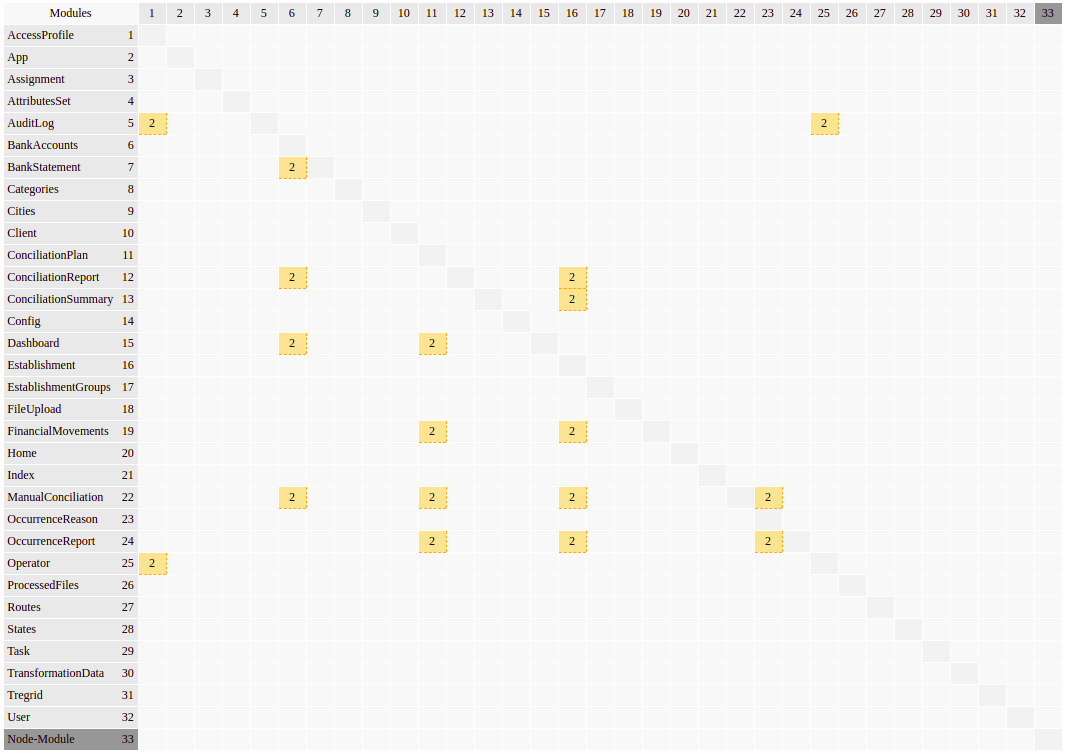 Modules 1 2 3 4 5 6 7 8 9 10 11 12 13 14 15 16 17 18 19 20 21 22 23 24 25 26 27 28 29 30 31 32 33
AccessProfile 1
App 2
Assignment 3
AttributesSet 4
AuditLog 5 2 2
BankAccounts 6
BankStatement 7 2
Categories 8
Cities 9
Client 10
ConciliationPlan 11
ConciliationReport 12 2 2
ConciliationSummary 13 2
Config 14
Dashboard 15 2 2
Establishment 16
EstablishmentGroups 17
FileUpload 18
FinancialMovements 19 2 2
Home 20
Index 21
ManualConciliation 22 2 2 2 2
OccurrenceReason 23
OccurrenceReport 24 2 2 2
Operator 25 2
ProcessedFiles 26
Routes 27
States 28
Task 29
TransformationData 30
Tregrid 31
User 32
Node-Module 33